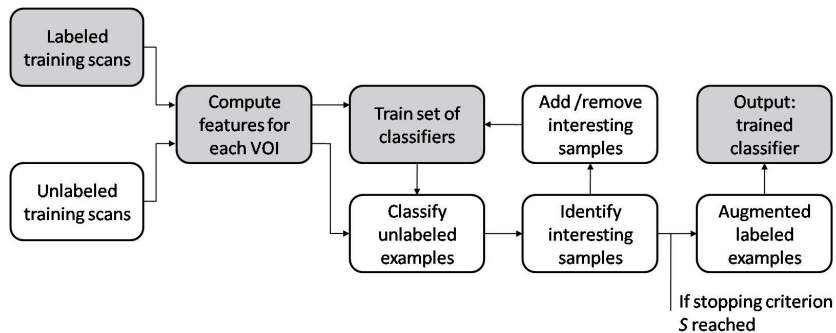 Labeled
training scans
Unlabeled
training scans
Compute
features for
each VOI
Train set of
classifiers
Classify
unlabeled
examples
Add /remove
interesting
samples
Identify
interesting
samples
Output:
trained
classifier
Augmented
labeled
examples
If stopping criterion
S reached